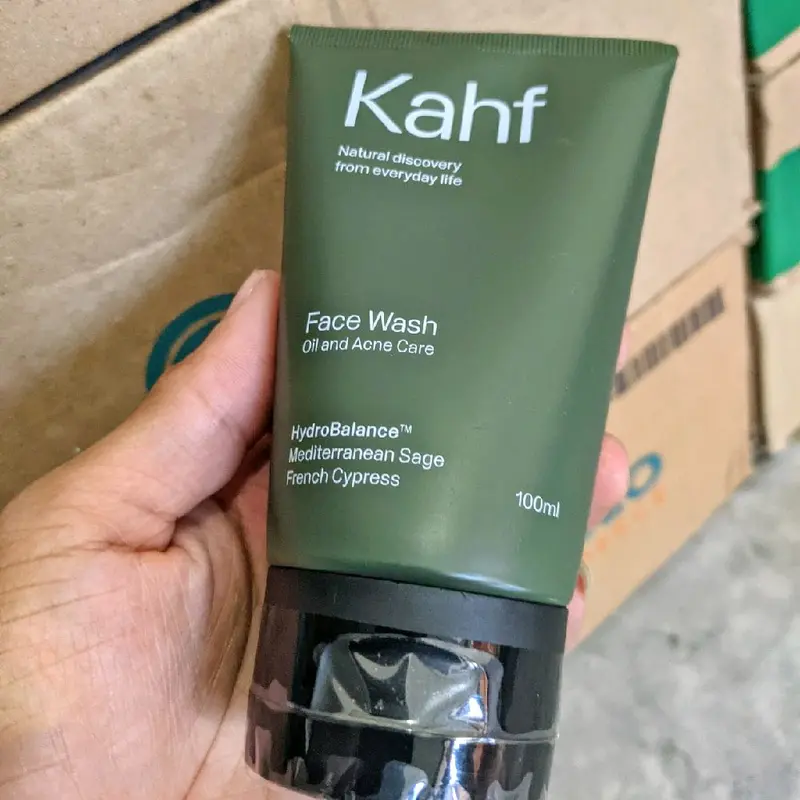 Kahf
Natural discovery
from everyday life
Face Wash
Oil and Acne Care
HydroBalance™
Mediterranean Sage
French Cypress
100ml